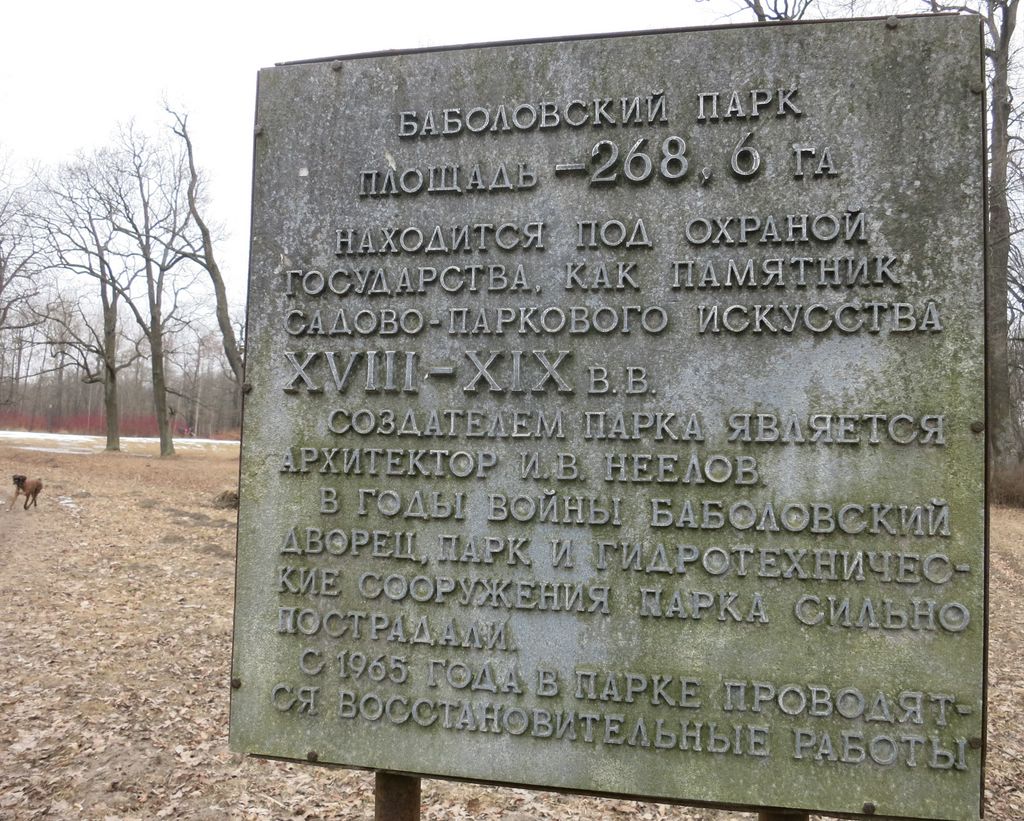 БАБОЛОВСКИЙ ПАРК
ПЛОЩАДЬ – 268, 6 ГА
НАХОДИТСЯ ПОД ОХРАНОЙ
ГОСУДАРСТВА, КАК ПАМЯТНИК
САДОВО-ПАРКОВОГО ИСКУССТВА
XVIII – XIX В.В.
СОЗДАТЕЛЕМ ПАРКА ЯВЛЯЕТСЯ
АРХИТЕКТОР И.В. НЕЕЛОВ.
В ГОДЫ ВОЙНЫ БАБОЛОВСКИЙ
ДВОРЕЦ, ПАРК И ГИДРОТЕХНИЧЕС-
КИЕ СООРУЖЕНИЯ ПАРКА СИЛЬНО
ПОСТРАДАЛИ.
С 1965 ГОДА В ПАРКЕ ПРОВОДЯТ-
СЯ ВОССТАНОВИТЕЛЬНЫЕ РАБОТЫ